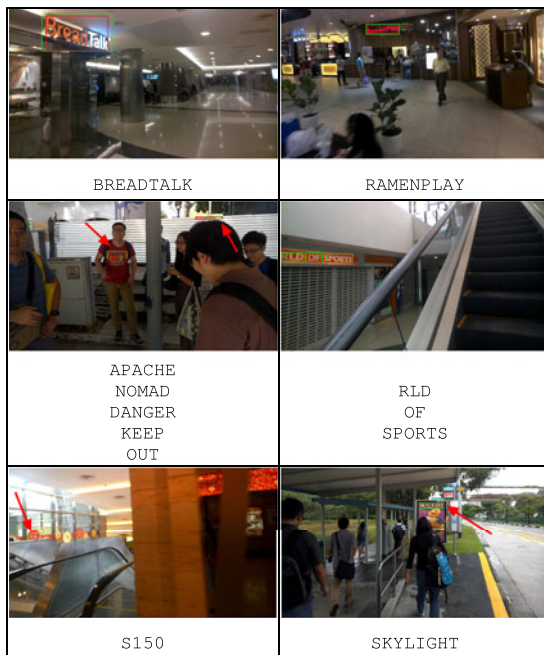 BreadTalk
BREADTALK
RAMENPLAY
RLD OF SPORTS
APACHE
NOMAD
DANGER
KEEP
OUT
RLD
OF
SPORTS
S150
SKYLIGHT